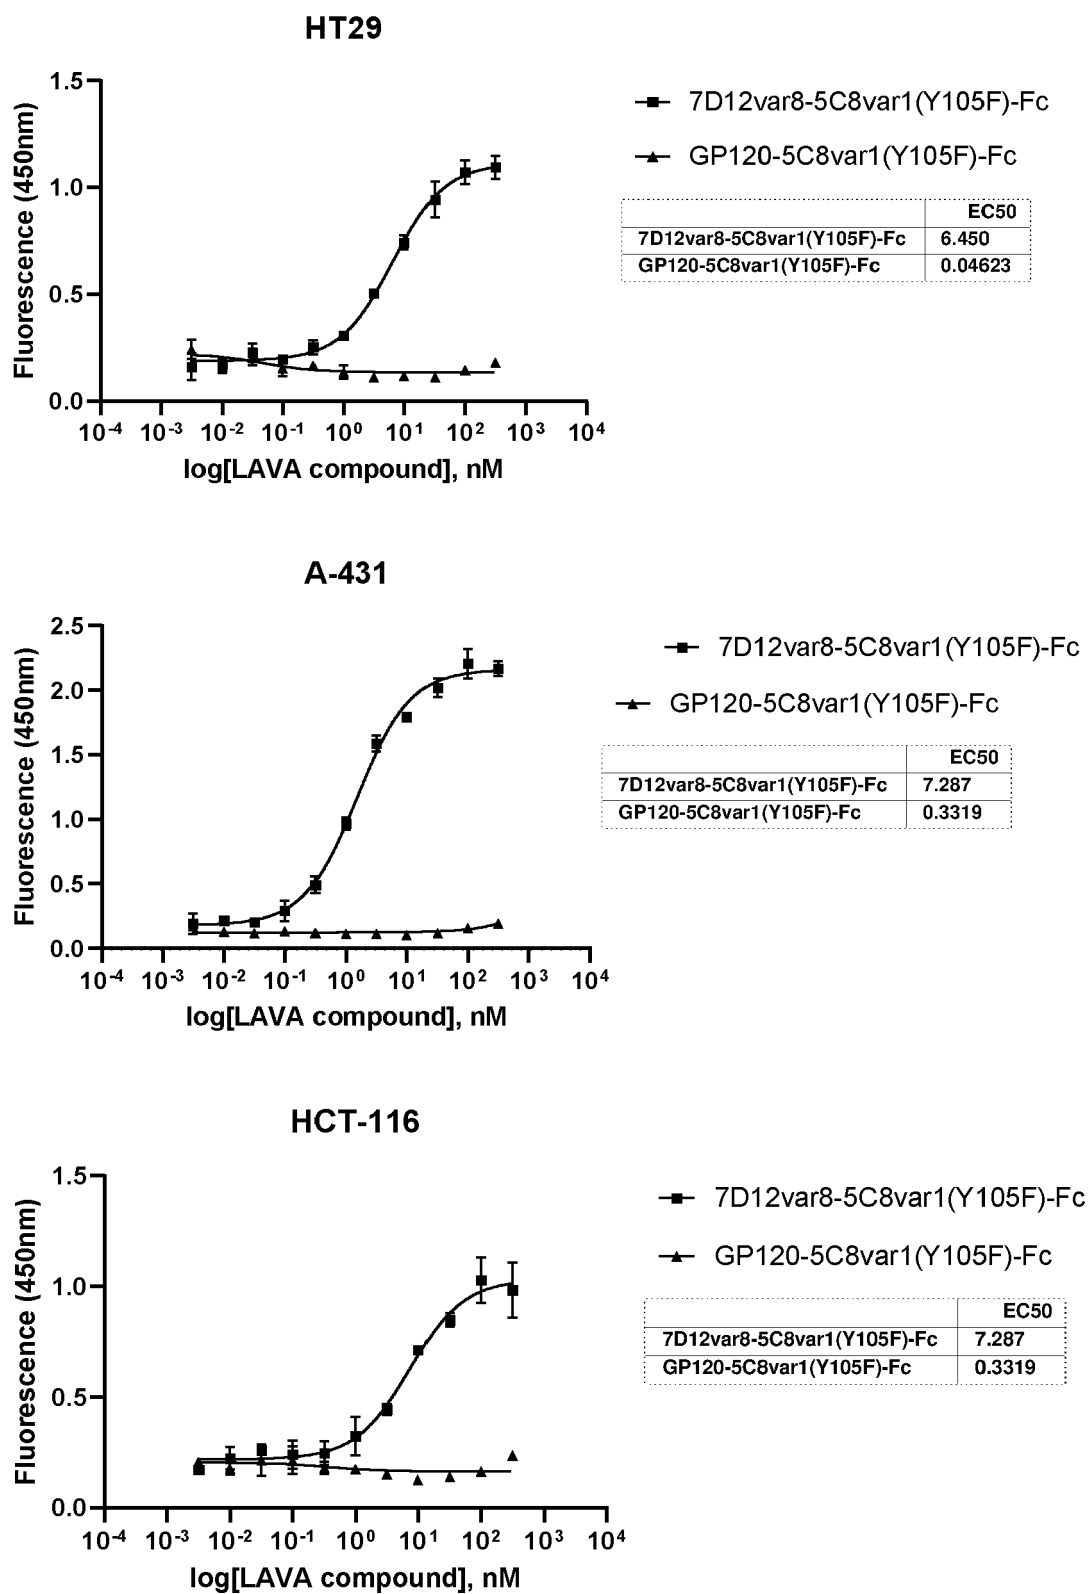 HT29
Fluorescence (450nm)
1.5
1.0
0.5
0.0
10⁻⁴ 10⁻³ 10⁻² 10⁻¹ 10⁰ 10¹ 10² 10³ 10⁴
log[LAVA compound], nM
7D12var8-5C8var1(Y105F)-Fc
GP120-5C8var1(Y105F)-Fc
EC50
7D12var8-5C8var1(Y105F)-Fc 6.450
GP120-5C8var1(Y105F)-Fc 0.04623
A-431
Fluorescence (450nm)
2.5
2.0
1.5
1.0
0.5
0.0
10⁻⁴ 10⁻³ 10⁻² 10⁻¹ 10⁰ 10¹ 10² 10³ 10⁴
log[LAVA compound], nM
7D12var8-5C8var1(Y105F)-Fc
GP120-5C8var1(Y105F)-Fc
EC50
7D12var8-5C8var1(Y105F)-Fc 7.287
GP120-5C8var1(Y105F)-Fc 0.3319
HCT-116
Fluorescence (450nm)
1.5
1.0
0.5
0.0
10⁻⁴ 10⁻³ 10⁻² 10⁻¹ 10⁰ 10¹ 10² 10³ 10⁴
log[LAVA compound], nM
7D12var8-5C8var1(Y105F)-Fc
GP120-5C8var1(Y105F)-Fc
EC50
7D12var8-5C8var1(Y105F)-Fc 7.287
GP120-5C8var1(Y105F)-Fc 0.3319